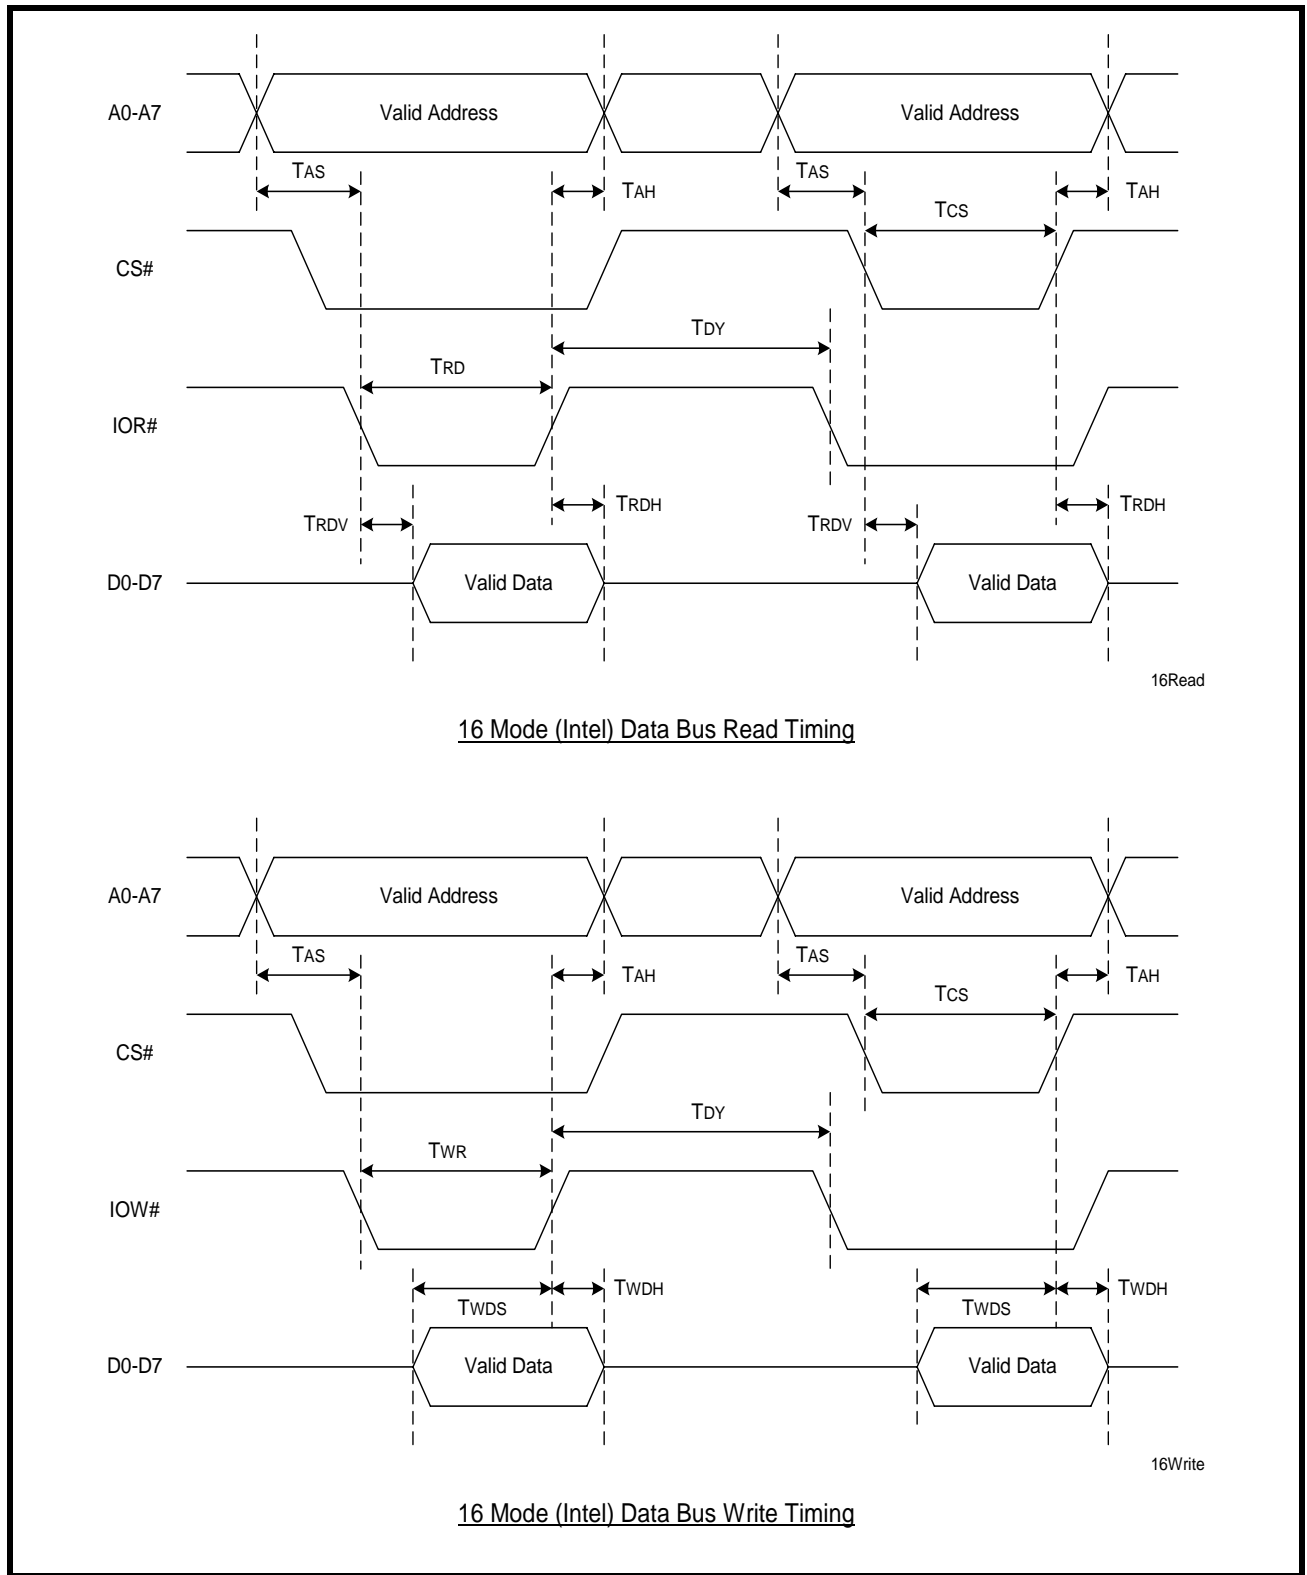 A0-A7
Valid Address
Valid Address
TAS
TAH
TAS
TAH
TCS
CS#
TDY
TRD
IOR#
TRDV
TRDH
TRDV
TRDH
D0-D7
Valid Data
Valid Data
16Read
16 Mode (Intel) Data Bus Read Timing
A0-A7
Valid Address
Valid Address
TAS
TAH
TAS
TAH
TCS
CS#
TDY
TWR
IOW#
TWDS
TWDH
TWDS
TWDH
D0-D7
Valid Data
Valid Data
16Write
16 Mode (Intel) Data Bus Write Timing